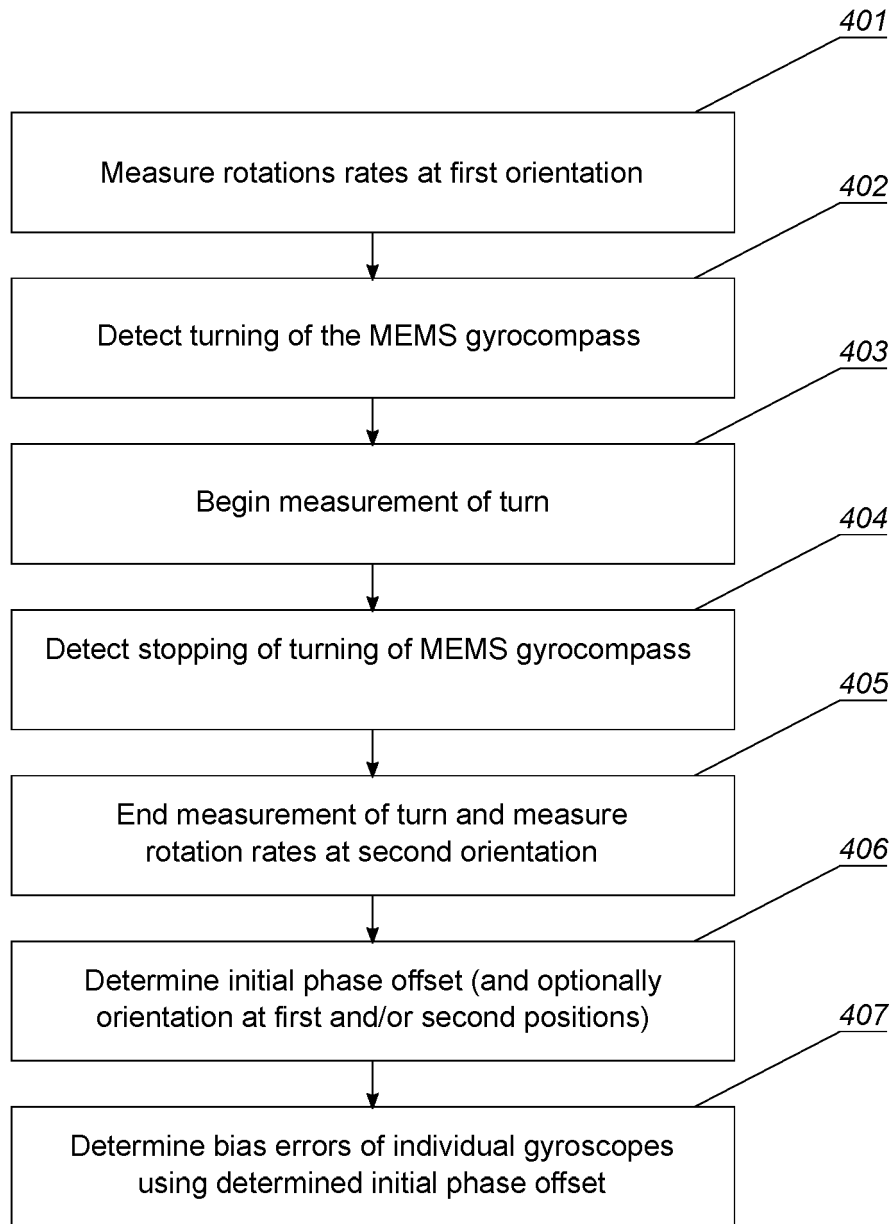 401
Measure rotations rates at first orientation
402
Detect turning of the MEMS gyrocompass
403
Begin measurement of turn
404
Detect stopping of turning of MEMS gyrocompass
405
End measurement of turn and measure
rotation rates at second orientation
406
Determine initial phase offset (and optionally
orientation at first and/or second positions)
407
Determine bias errors of individual gyroscopes
using determined initial phase offset